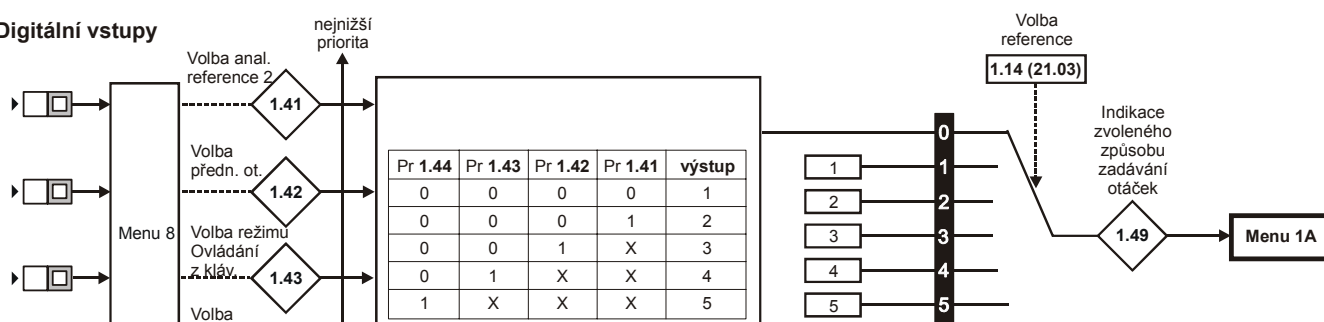 Digitální vstupy
nejnižší
priorita
Volba
reference
Volba anal.
reference 2
1.14 (21.03)
1.41
Indikace
zvoleného
způsobu
zadávání
otáček
0
Volba
předn. ot.
Pr 1.44 Pr 1.43 Pr 1.42 Pr 1.41 výstup
0 0 0 0 1
0 0 0 1 2
0 0 1 X 3
0 1 X X 4
1 X X X 5
1 1
2 2
3 3
4 4
5 5
1.42
Menu 8
Volba režimu
Ovládání
z kláv.
1.43
Volba
1.49
Menu 1A